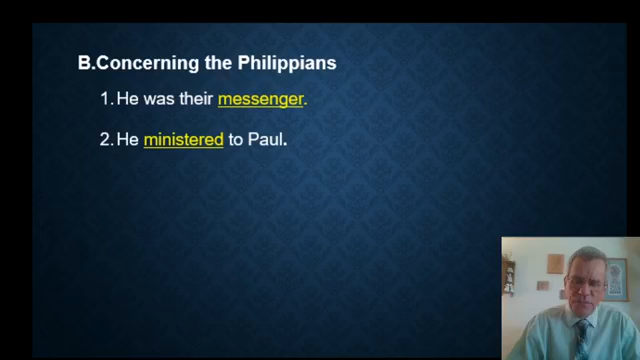 B.Concerning the Philippians
1.He was their messenger.
2.He ministered to Paul.